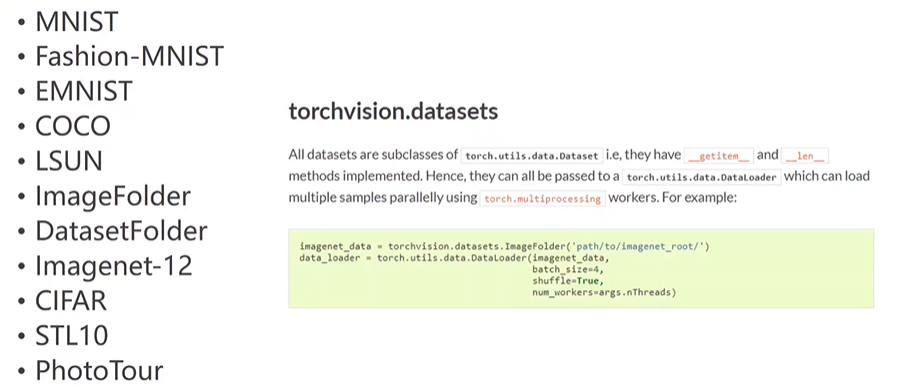 • MNIST
• Fashion-MNIST
• EMNIST
• COCO
• LSUN
• ImageFolder
• DatasetFolder
• Imagenet-12
• CIFAR
• STL10
• PhotoTour
torchvision.datasets
All datasets are subclasses of torch.utils.data.Dataset i.e, they have __getitem__ and __len__
methods implemented. Hence, they can all be passed to a torch.utils.data.DataLoader which can load
multiple samples parallelly using torch.multiprocessing workers. For example:
imagenet_data = torchvision.datasets.ImageFolder('path/to/imagenet_root/')
data_loader = torch.utils.data.DataLoader(imagenet_data,
batch_size=4,
shuffle=True,
num_workers=args.nThreads)